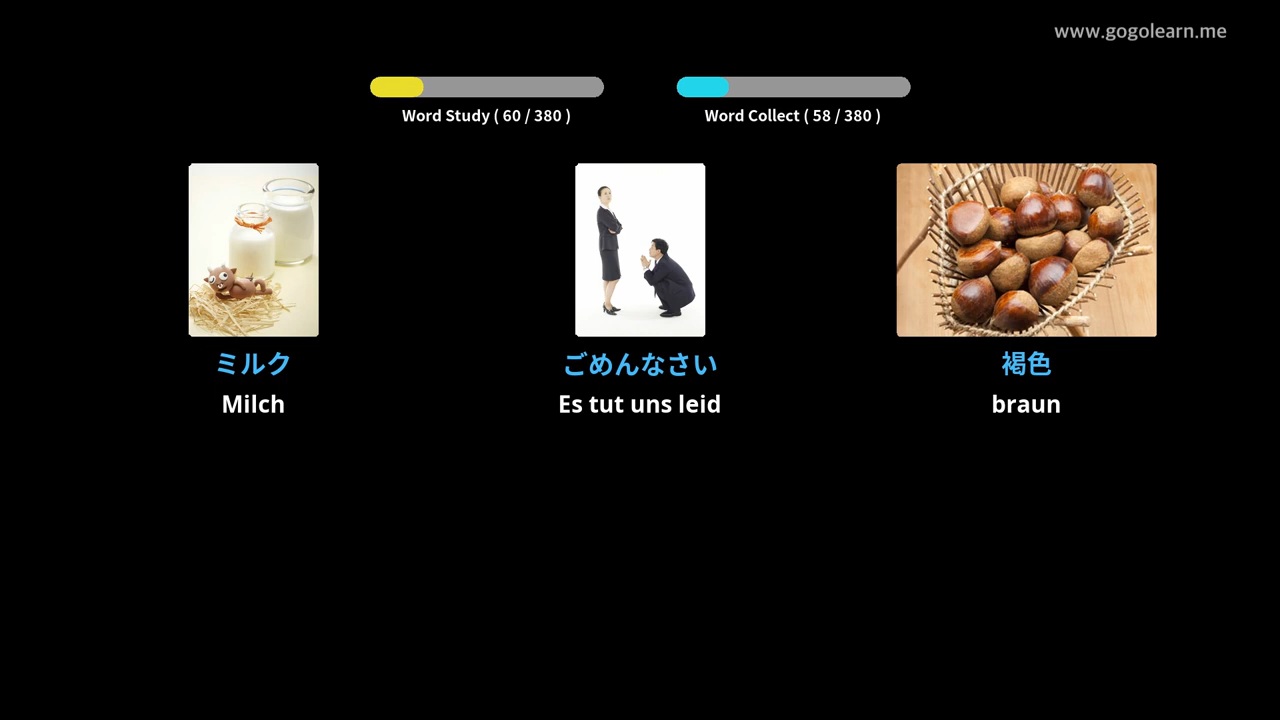 www.gogolearn.me
Word Study ( 60 / 380 )
Word Collect ( 58 / 380 )
ミルク
Milch
ごめんなさい
Es tut uns leid
褐色
braun